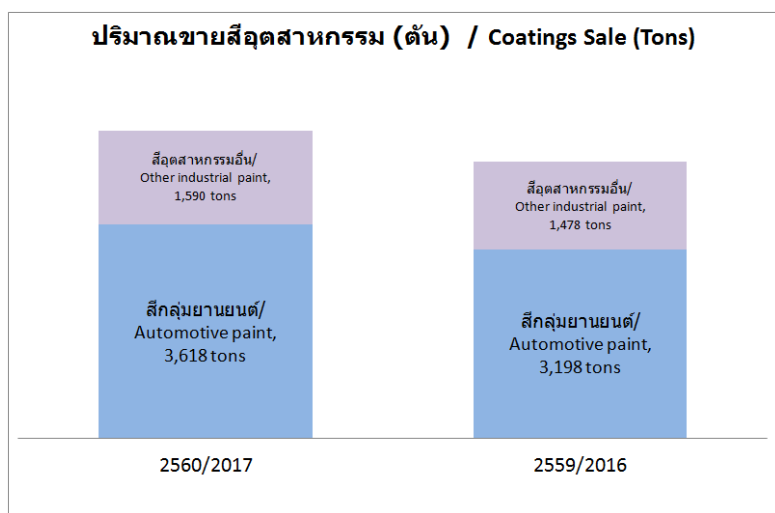 ปริมาณขายสีอุตสาหกรรม (ตัน) / Coatings Sale (Tons)
สีอุตสาหกรรมอื่น/
Other industrial paint,
1,590 tons
สีกลุ่มยานยนต์/
Automotive paint,
3,618 tons
2560/2017
สีอุตสาหกรรมอื่น/
Other industrial paint,
1,478 tons
สีกลุ่มยานยนต์/
Automotive paint,
3,198 tons
2559/2016